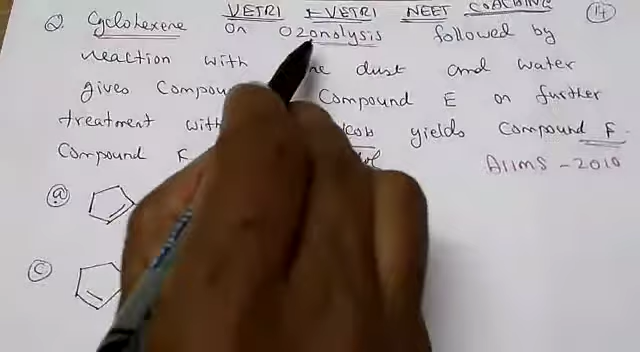 VETRI I-VETRI NEET COACHING 14
Q. Cyclohexene on ozonolysis followed by
reaction with dust and water
gives Compound Compound E on further
treatment with yields Compound F.
Compound F
AIIMS - 2010
a
c